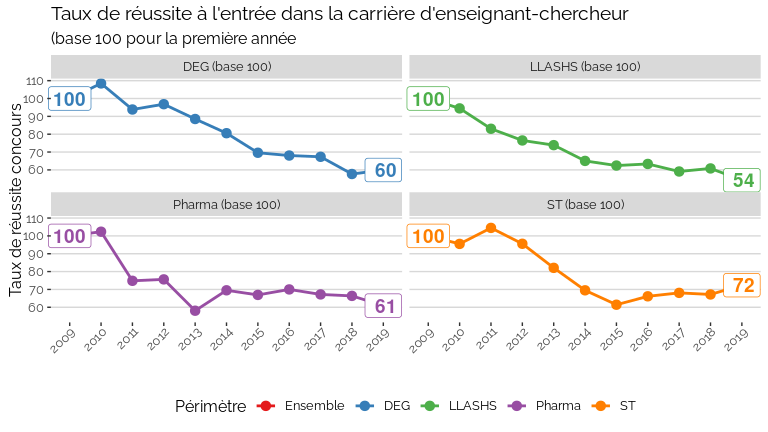 Taux de réussite à l'entrée dans la carrière d'enseignant-chercheur
(base 100 pour la première année
Taux de réussite concours
DEG (base 100)
LLASHS (base 100)
110
100
90
80
70
60
100
60
100
54
Pharma (base 100)
ST (base 100)
110
100
90
80
70
60
100
61
100
72
2009 2010 2011 2012 2013 2014 2015 2016 2017 2018 2019
2009 2010 2011 2012 2013 2014 2015 2016 2017 2018 2019
Périmètre Ensemble DEG LLASHS Pharma ST